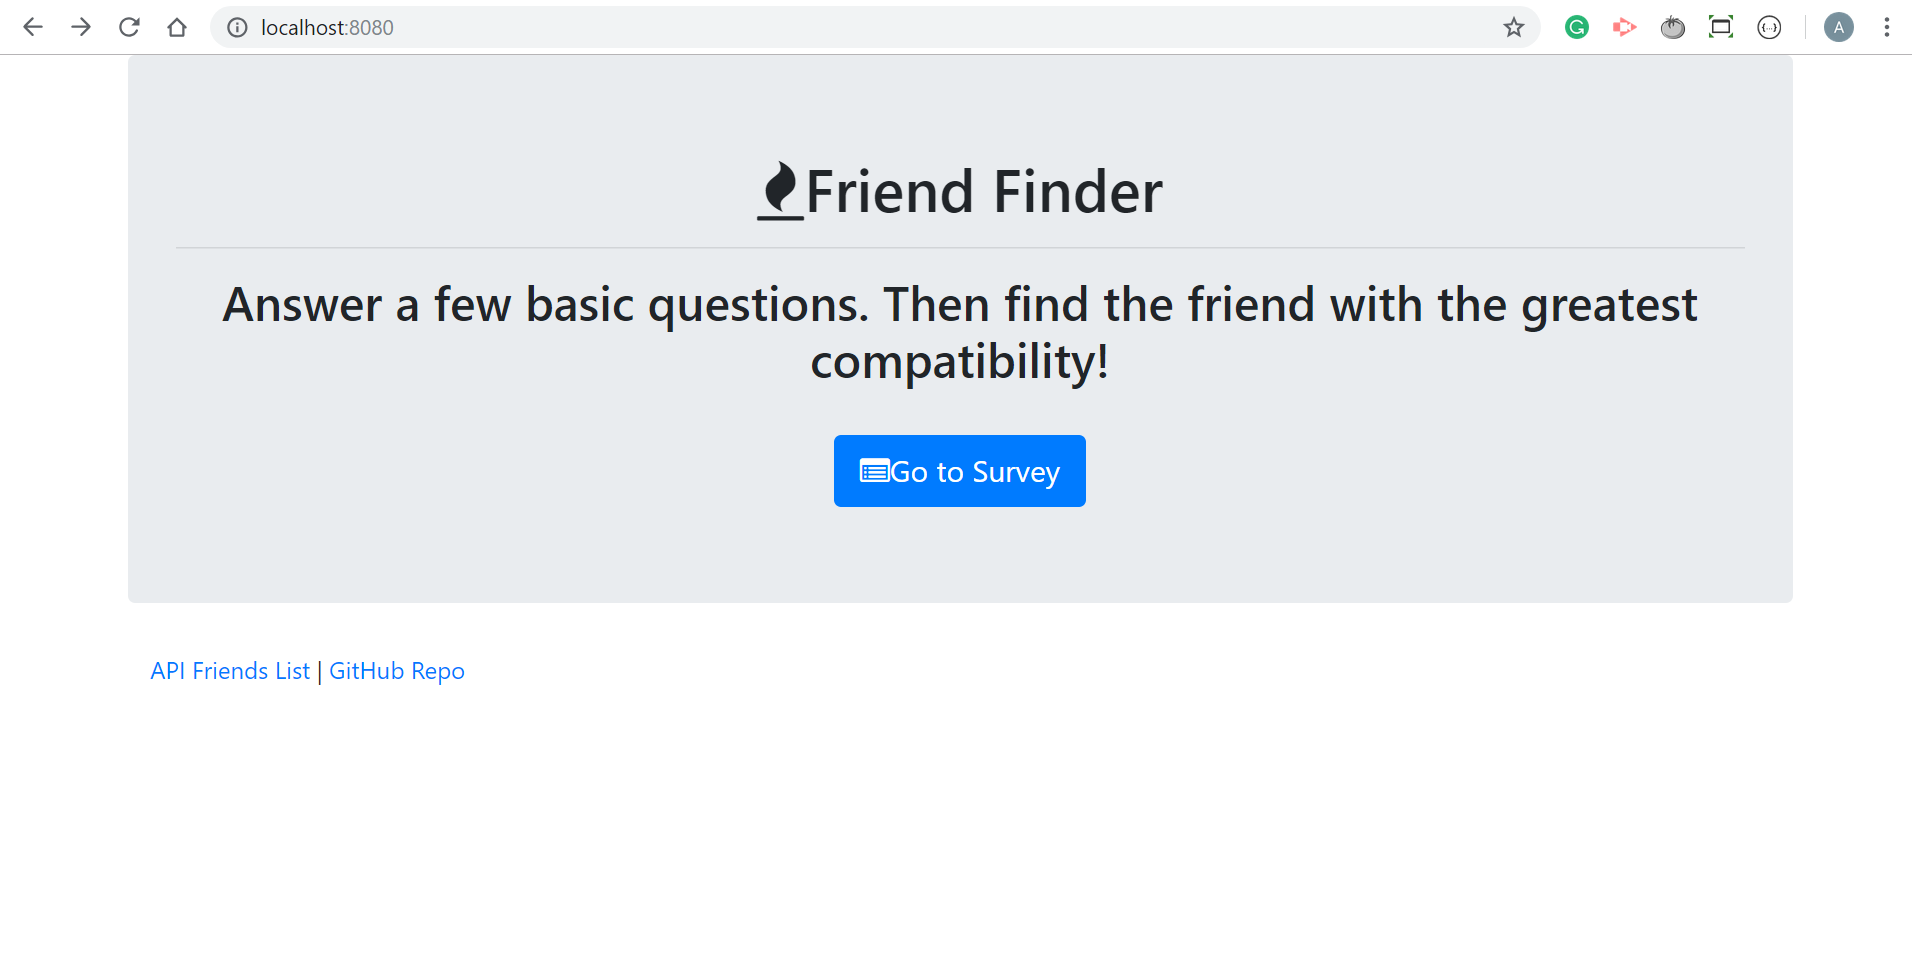 localhost:8080
G
{...}
A
Friend Finder
Answer a few basic questions. Then find the friend with the greatest
compatibility!
Go to Survey
API Friends List | GitHub Repo